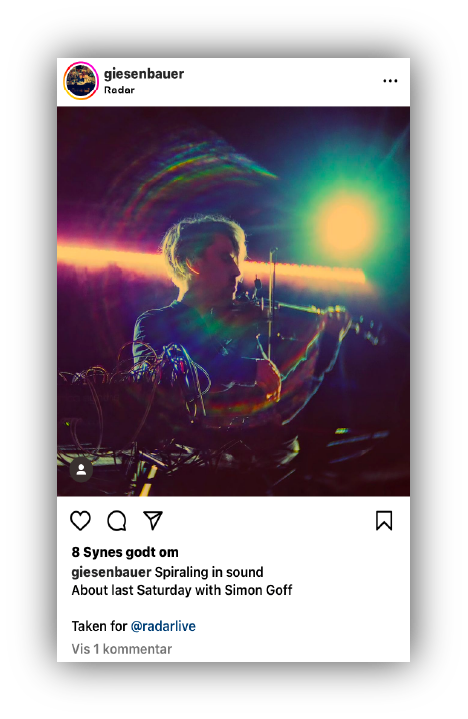 giesenbauer
Radar
8 Synes godt om
giesenbauer Spiraling in sound
About last Saturday with Simon Goff
Taken for @radarlive
Vis 1 kommentar